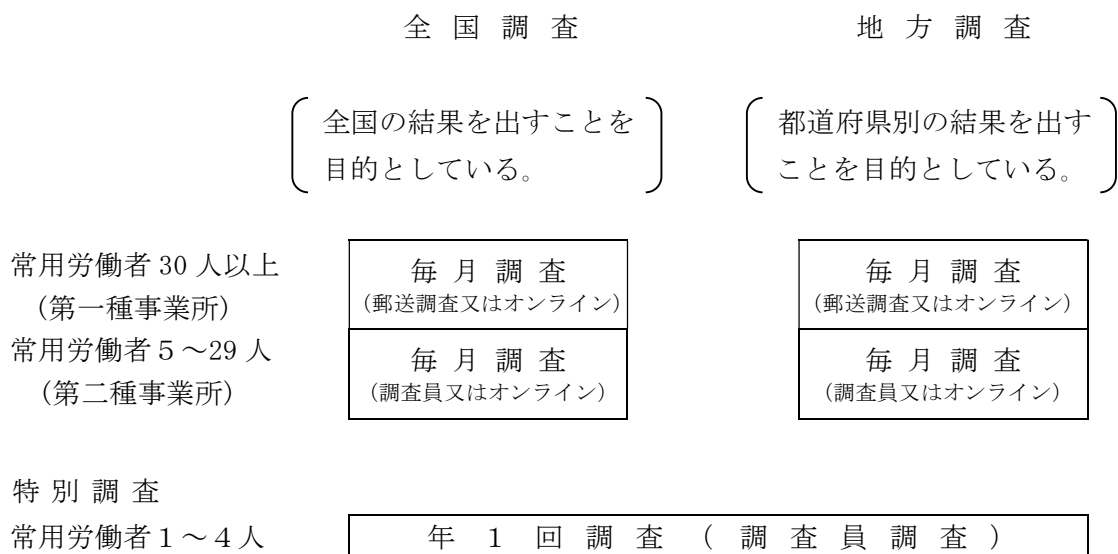 全国調査 地方調査
全国の結果を出すことを 都道府県別の結果を出す
目的としている。 ことを目的としている。
常用労働者 30 人以上 毎月調査 毎月調査
(第一種事業所) (郵送調査又はオンライン) (郵送調査又はオンライン)
常用労働者5~29 人 毎月調査 毎月調査
(第二種事業所) (調査員又はオンライン) (調査員又はオンライン)
特別調査
常用労働者1~4人 年1回調査(調査員調査)